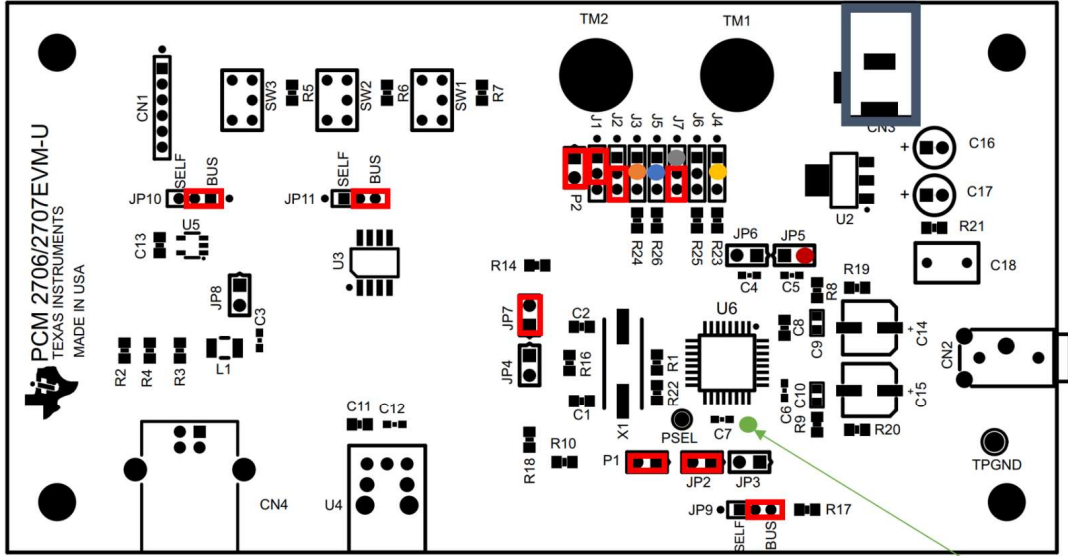 TM2
TM1
CN1
SW3
R5
SW2
R6
SW1
R7
J1
J2
J3
J5
J7
J6
J4
CN3
C16
C17
P2
SELF
BUS
JP10
SELF
BUS
JP11
U5
C13
U3
JP8
C3
R24
R26
R25
R23
U2
R21
C18
JP6
JP5
C4
C5
R14
JP7
C2
U6
R8
R19
C8
C9
C14
PCM 2706/2707EVM-U
TEXAS INSTRUMENTS
MADE IN USA
R2
R4
R3
L1
JP4
R16
R1
R22
C1
X1
C6
C10
R9
C15
R20
CN2
C11
C12
PSEL
C7
R18
R10
P1
JP2
JP3
TPGND
CN4
U4
JP9
SELF
BUS
R17